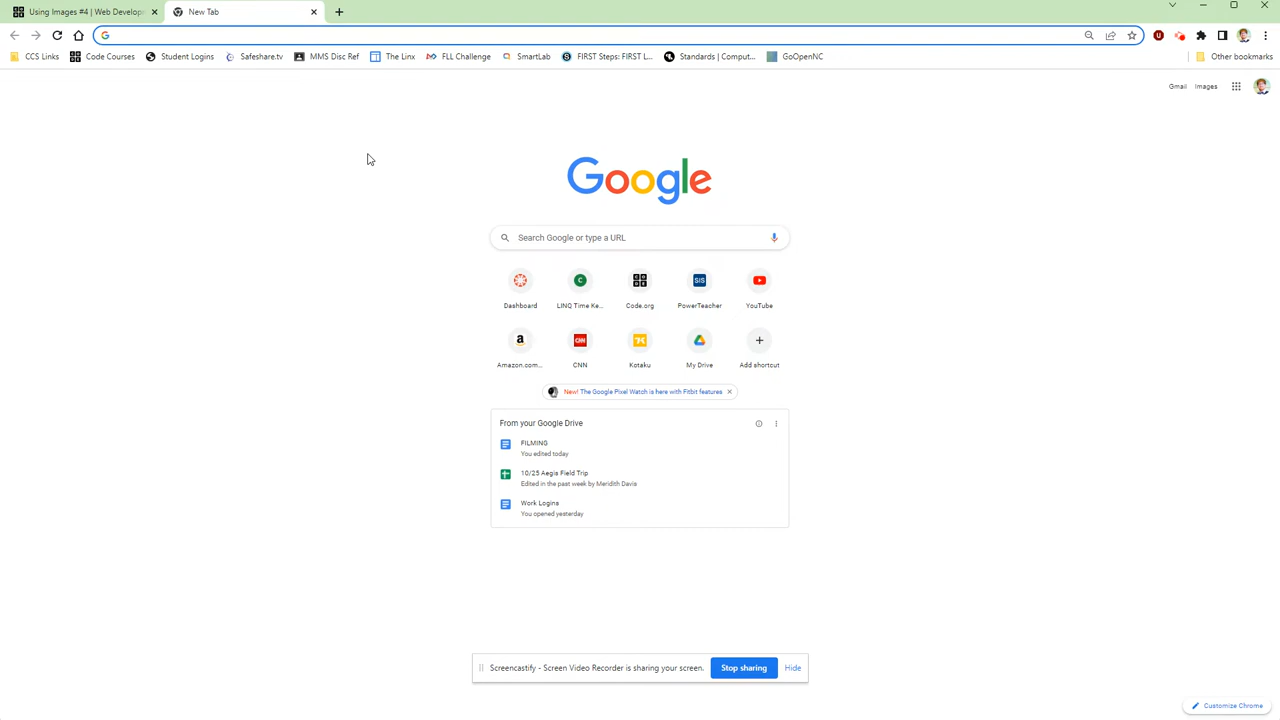 Using Images #4 | Web Develop
New Tab
CCS Links
Code Courses
Student Logins
Safeshare.tv
MMS Disc Ref
The Linx
FLL Challenge
SmartLab
FIRST Steps: FIRST L...
Standards | Comput...
GoOpenNC
Other bookmarks
Gmail
Images
Google
Search Google or type a URL
Dashboard
LINQ Time Ke...
Code.org
PowerTeacher
YouTube
Amazon.com...
CNN
Kotaku
My Drive
Add shortcut
New! The Google Pixel Watch is here with Fitbit features
From your Google Drive
FILMING
You edited today
10/25 Aegis Field Trip
Edited in the past week by Meridith Davis
Work Logins
You opened yesterday
Screencastify - Screen Video Recorder is sharing your screen.
Stop sharing
Hide
Customize Chrome